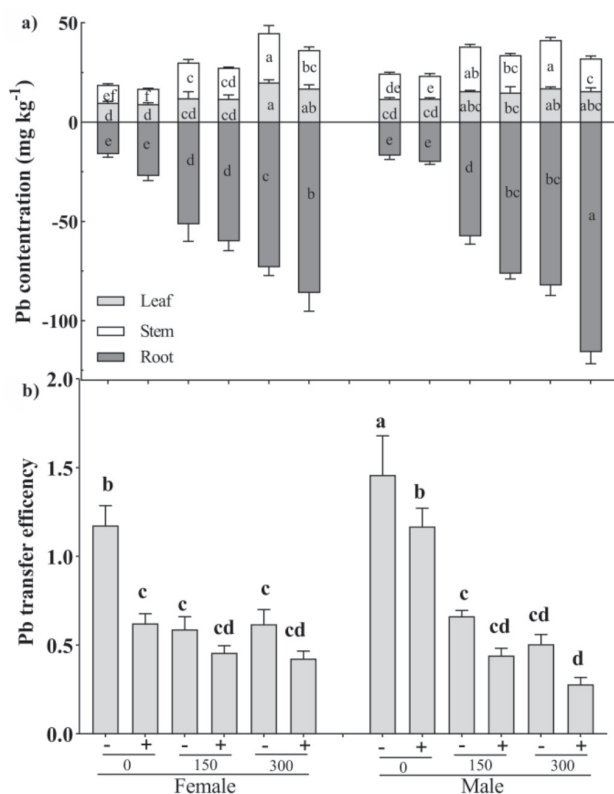 a)
Pb contentration (mg kg-1)
50
0
-50
-100
ef f d cd a bc de e ab bc a c
d d cd cd a ab cd cd abc abc ab abc
e e d d c b e e d bc bc a
Leaf
Stem
Root
b)
Pb transfer efficency
2.0
1.5
1.0
0.5
0.0
b c c cd c cd a b c cd cd d
- + - + - + - + - + - +
0 150 300 0 150 300
Female Male